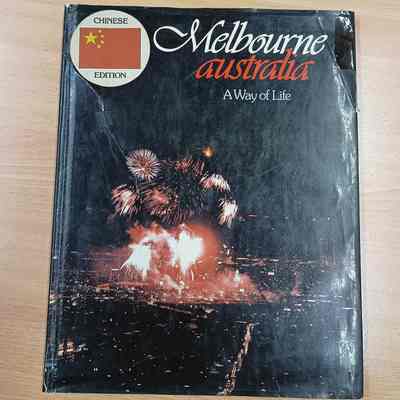 CHINESE
EDITION
Melbourne
australia
A Way of Life